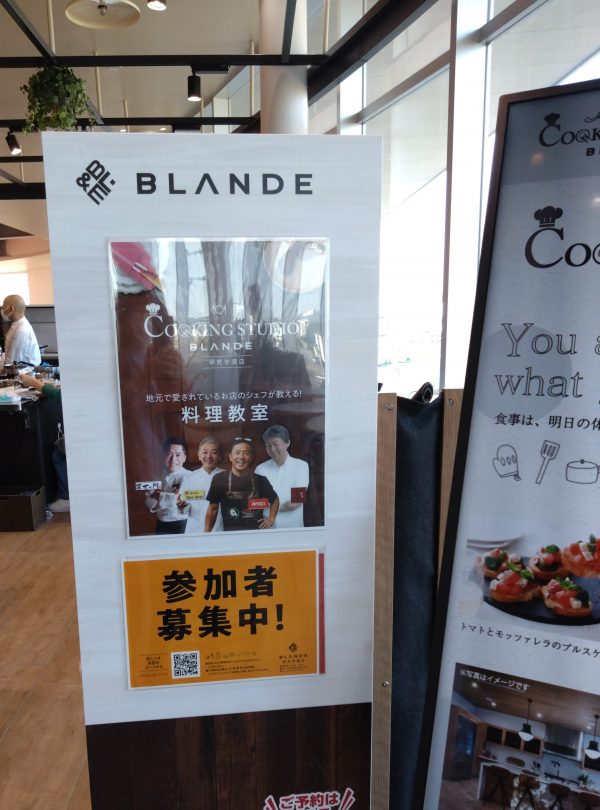 BLANDE
COOKING STUDIO
BLANDE
研究学園店
地元で愛されているお店のシェフが教える!
料理教室
参加者
募集中!
BLANDE
ご予約は
COOK
B
COO
You a
what
食事は、明日の体
トマトとモッツァレラのブルスケ
※写真はイメージです